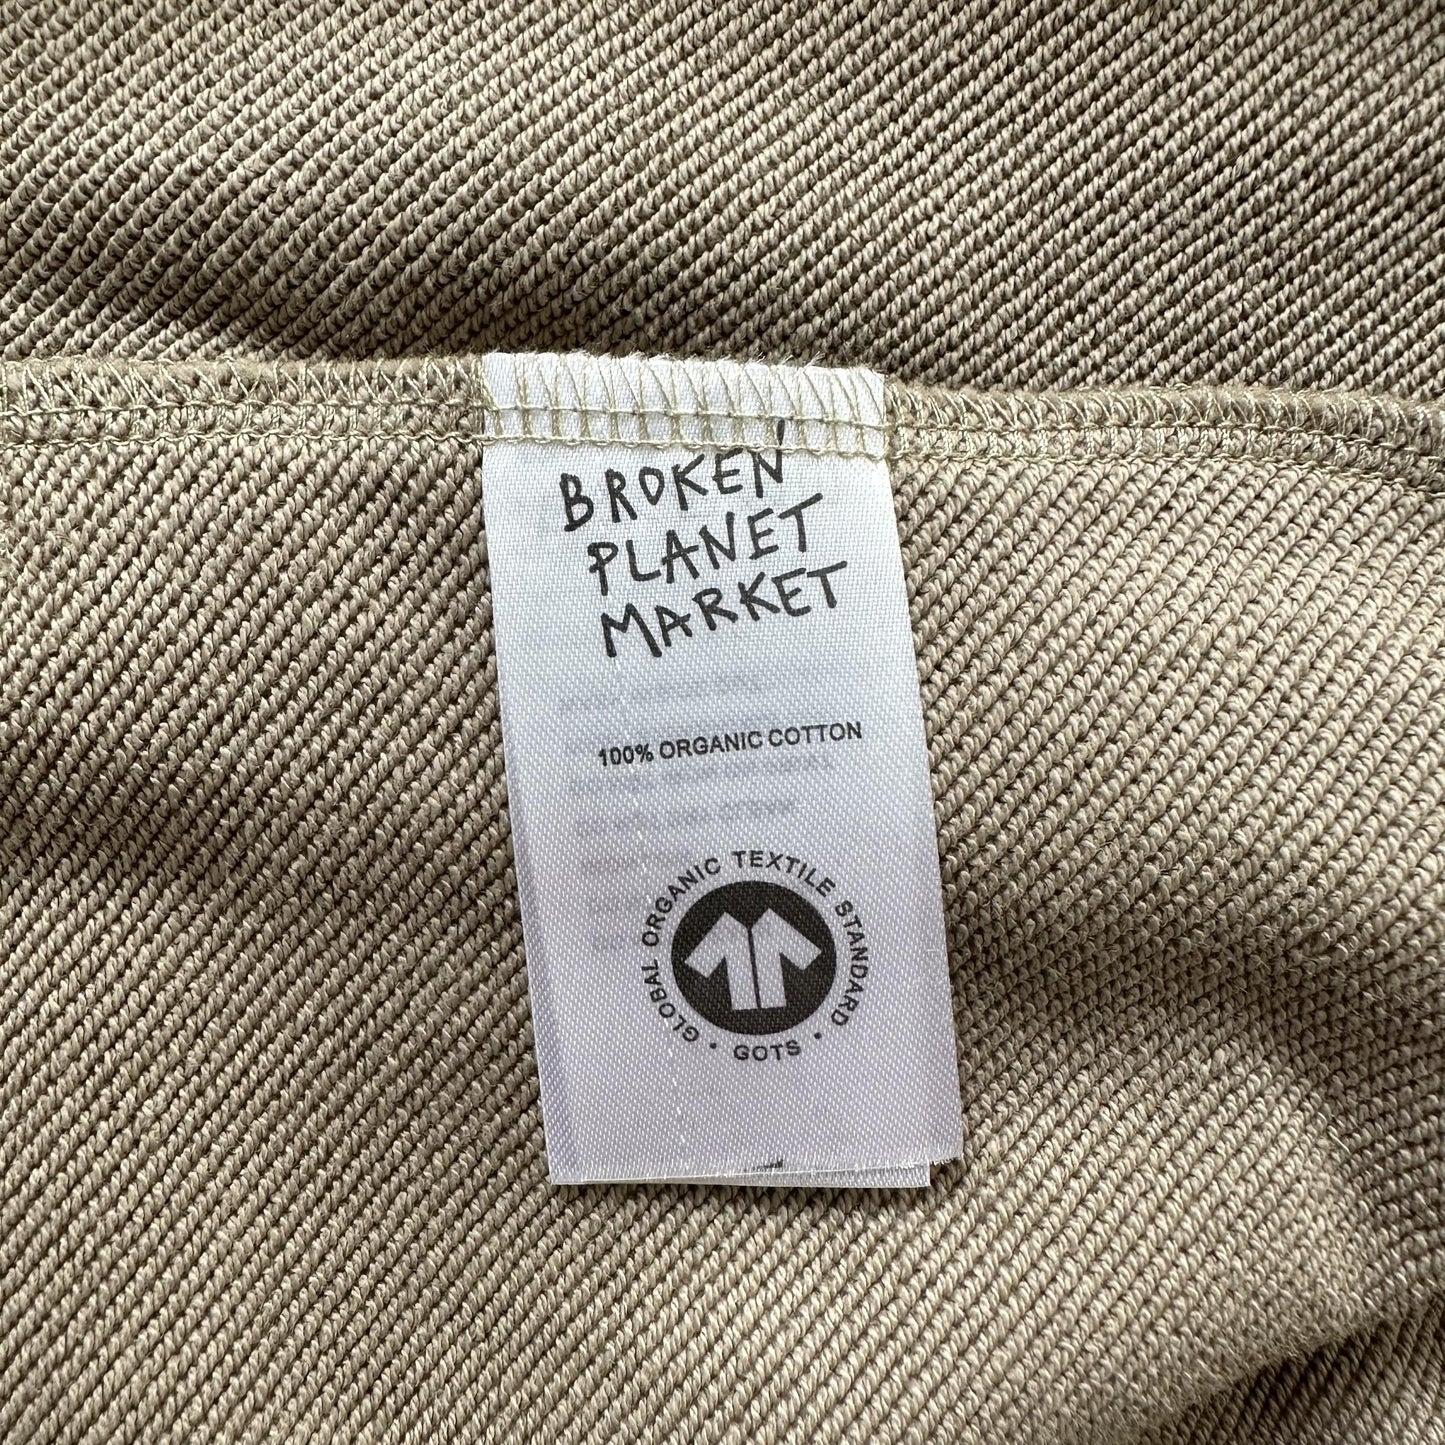 BROKEN
PLANET
MARKET
100% ORGANIC COTTON
GLOBAL ORGANIC TEXTILE STANDARD
· GOTS ·